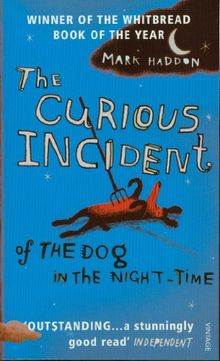 WINNER OF THE WHITBREAD
BOOK OF THE YEAR
MARK HADDON
The
CURIOUS
INCIDENT
of THE DOG
IN THE NIGHT-TIME
'OUTSTANDING...a stunningly
good read' INDEPENDENT
VINTAGE